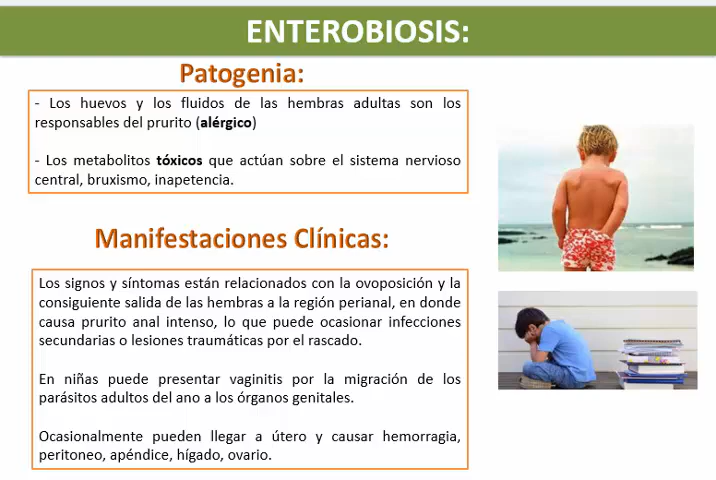 ENTEROBIOSIS:
Patogenia:
- Los huevos y los fluidos de las hembras adultas son los
responsables del prurito (alérgico)
- Los metabolitos tóxicos que actúan sobre el sistema nervioso
central, bruxismo, inapetencia.
Manifestaciones Clínicas:
Los signos y síntomas están relacionados con la ovoposición y la
consiguiente salida de las hembras a la región perianal, en donde
causa prurito anal intenso, lo que puede ocasionar infecciones
secundarias o lesiones traumáticas por el rascado.
En niñas puede presentar vaginitis por la migración de los
parásitos adultos del ano a los órganos genitales.
Ocasionalmente pueden llegar a útero y causar hemorragia,
peritoneo, apéndice, hígado, ovario.